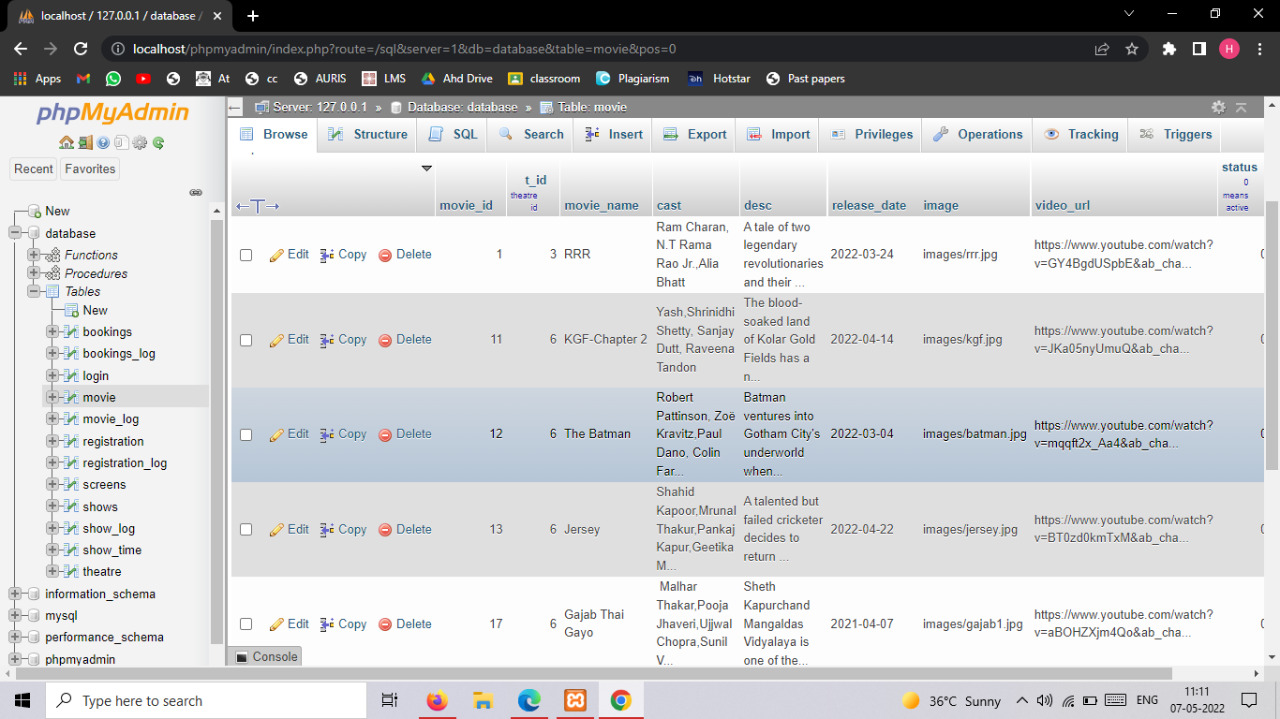 localhost / 127.0.0.1 / database /
localhost/phpmyadmin/index.php?route=/sql&server=1&db=database&table=movie&pos=0
H
Apps At cc AURIS LMS Ahd Drive classroom Plagiarism Hotstar Past papers
phpMyAdmin
Recent Favorites
New
database
Functions
Procedures
Tables
New
bookings
bookings_log
login
movie
movie_log
registration
registration_log
screens
shows
show_log
show_time
theatre
information_schema
mysql
performance_schema
phpmyadmin
Server: 127.0.0.1 » Database: database » Table: movie
Browse Structure SQL Search Insert Export Import Privileges Operations Tracking Triggers
movie_id
t_id
theatre
id
movie_name cast desc release_date image video_url
status
0
means
active
Edit Copy Delete 1 3 RRR
Ram Charan,
N.T Rama
Rao Jr.,Alia
Bhatt
A tale of two
legendary
revolutionaries
and their ...
2022-03-24 images/rrr.jpg
https://www.youtube.com/watch?
v=GY4BgdUSpbE&ab_cha...
Edit Copy Delete 11 6 KGF-Chapter 2
Yash,Shrinidhi
Shetty, Sanjay
Dutt, Raveena
Tandon
The blood-
soaked land
of Kolar Gold
Fields has a
n...
2022-04-14 images/kgf.jpg
https://www.youtube.com/watch?
v=JKa05nyUmuQ&ab_cha...
Edit Copy Delete 12 6 The Batman
Robert
Pattinson, Zoë
Kravitz,Paul
Dano, Colin
Far...
Batman
ventures into
Gotham City's
underworld
when...
2022-03-04 images/batman.jpg
https://www.youtube.com/watch?
v=mqqft2x_Aa4&ab_cha...
Edit Copy Delete 13 6 Jersey
Shahid
Kapoor,Mrunal
Thakur,Pankaj
Kapur,Geetika
M...
A talented but
failed cricketer
decides to
return ...
2022-04-22 images/jersey.jpg
https://www.youtube.com/watch?
v=BT0zd0kmTxM&ab_cha...
Edit Copy Delete 17 6
Gajab Thai
Gayo
Malhar
Thakar,Pooja
Jhaveri,Ujjwal
Chopra,Sunil
V...
Sheth
Kapurchand
Mangaldas
Vidyalaya is
one of the...
2021-04-07 images/gajab1.jpg
https://www.youtube.com/watch?
v=aBOHZXjm4Qo&ab_cha...
Console
Type here to search
36°C Sunny
ENG
11:11
07-05-2022